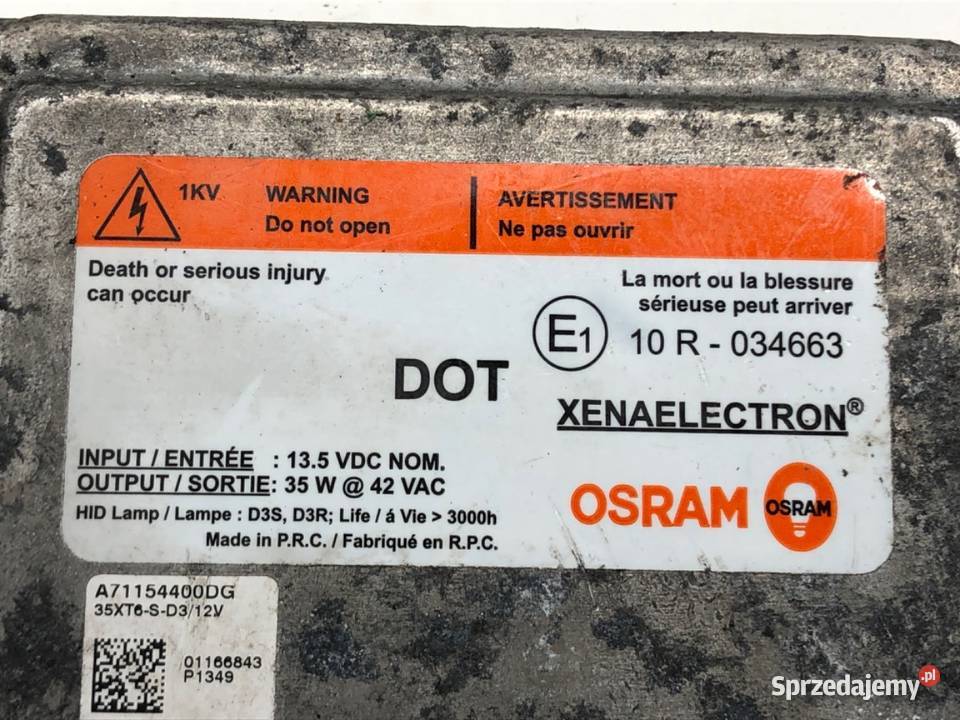 1KV
WARNING
Do not open
AVERTISSEMENT
Ne pas ouvrir
Death or serious injury
can occur
La mort ou la blessure
sérieuse peut arriver
E1
10 R - 034663
DOT
XENAELECTRON®
INPUT / ENTRÉE : 13.5 VDC NOM.
OUTPUT / SORTIE: 35 W @ 42 VAC
HID Lamp / Lampe : D3S, D3R; Life / á Vie > 3000h
Made in P.R.C. / Fabriqué en R.P.C.
OSRAM
OSRAM
A71154400DG
35XT6-S-D3/12V
01166843
P1349
Sprzedajemy.pl